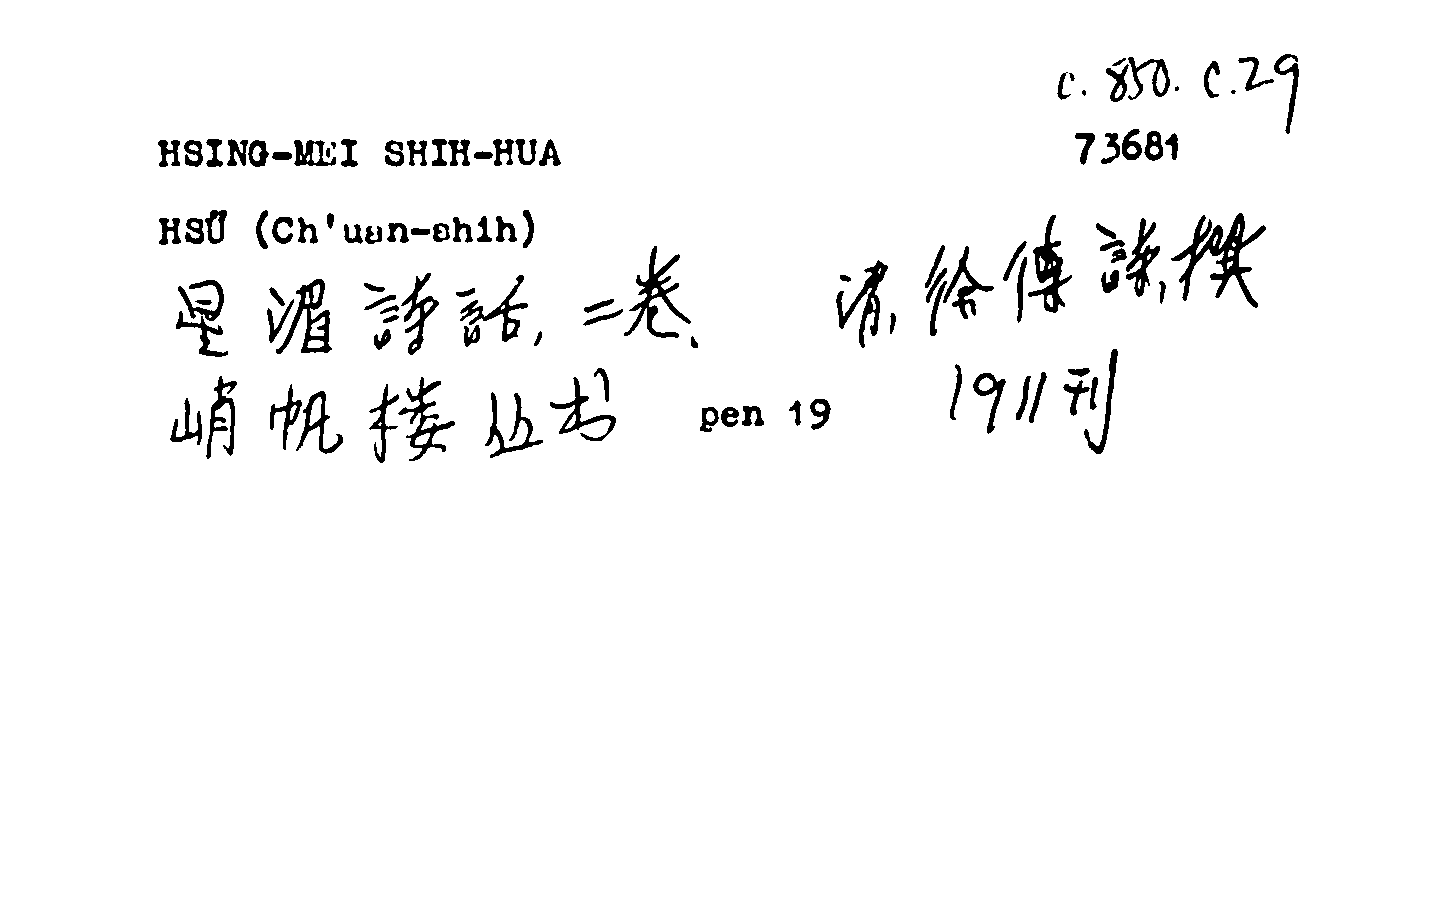 c. 850. c.29
HSING-MEI SHIH-HUA
73681
HSÜ (Ch'uan-shih)
星湄詩話, 二卷. 清, 徐傳詩, 撰
峭帆楼丛书 pen 19 1911刊